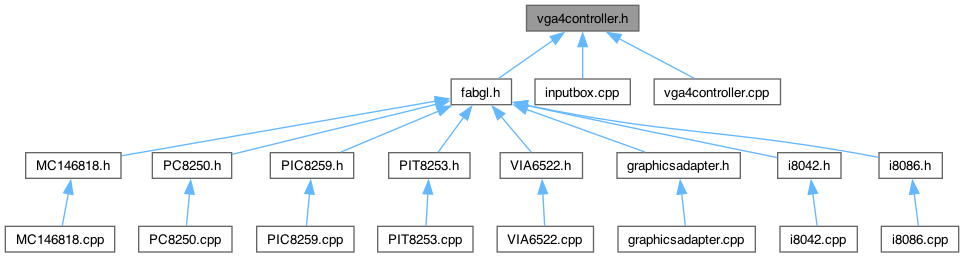 vga4controller.h
fabgl.h
inputbox.cpp
vga4controller.cpp
MC146818.h
PC8250.h
PIC8259.h
PIT8253.h
VIA6522.h
graphicsadapter.h
i8042.h
i8086.h
MC146818.cpp
PC8250.cpp
PIC8259.cpp
PIT8253.cpp
VIA6522.cpp
graphicsadapter.cpp
i8042.cpp
i8086.cpp